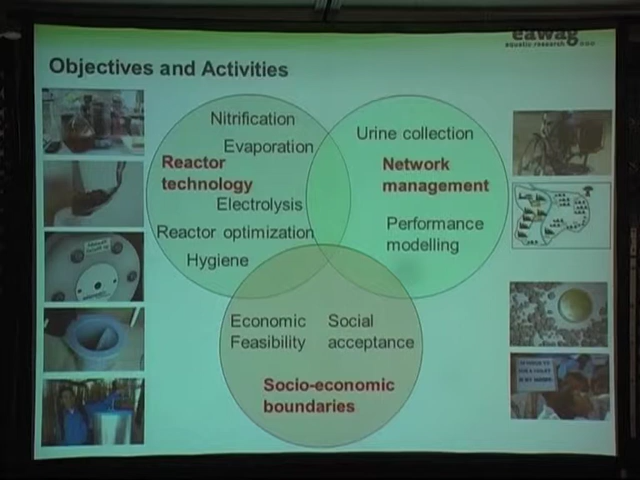 eawag
aquatic research
Objectives and Activities
Nitrification
Evaporation
Reactor
technology
Electrolysis
Reactor optimization
Hygiene
Urine collection
Network
management
Performance
modelling
Economic
Feasibility
Social
acceptance
Socio-economic
boundaries